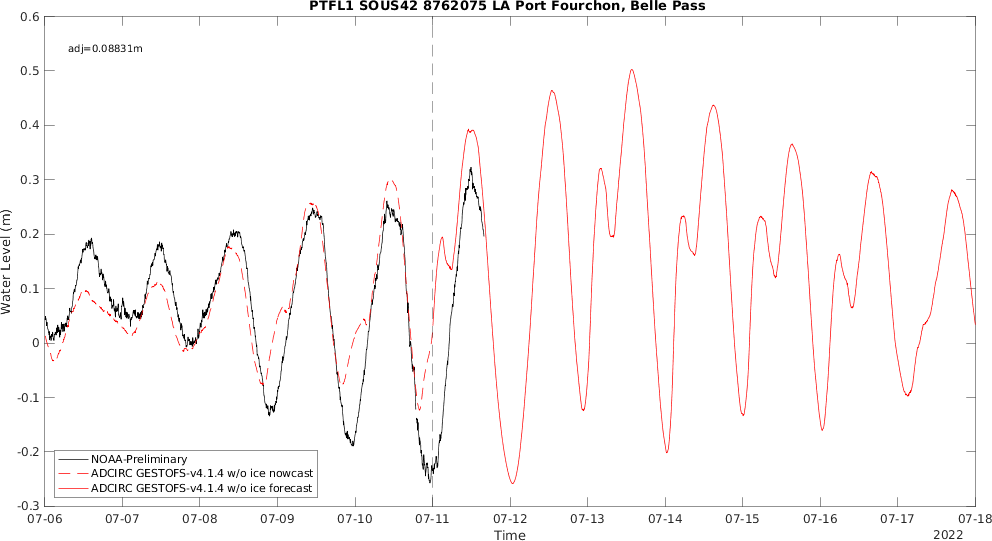 PTFL1 SOUS42 8762075 LA Port Fourchon, Belle Pass
0.6
adj=0.08831m
0.5
0.4
0.3
0.2
0.1
0
-0.1
-0.2
-0.3
Water Level (m)
NOAA-Preliminary
ADCIRC GESTOFS-v4.1.4 w/o ice nowcast
ADCIRC GESTOFS-v4.1.4 w/o ice forecast
07-06 07-07 07-08 07-09 07-10 07-11 07-12 07-13 07-14 07-15 07-16 07-17 07-18
Time
2022